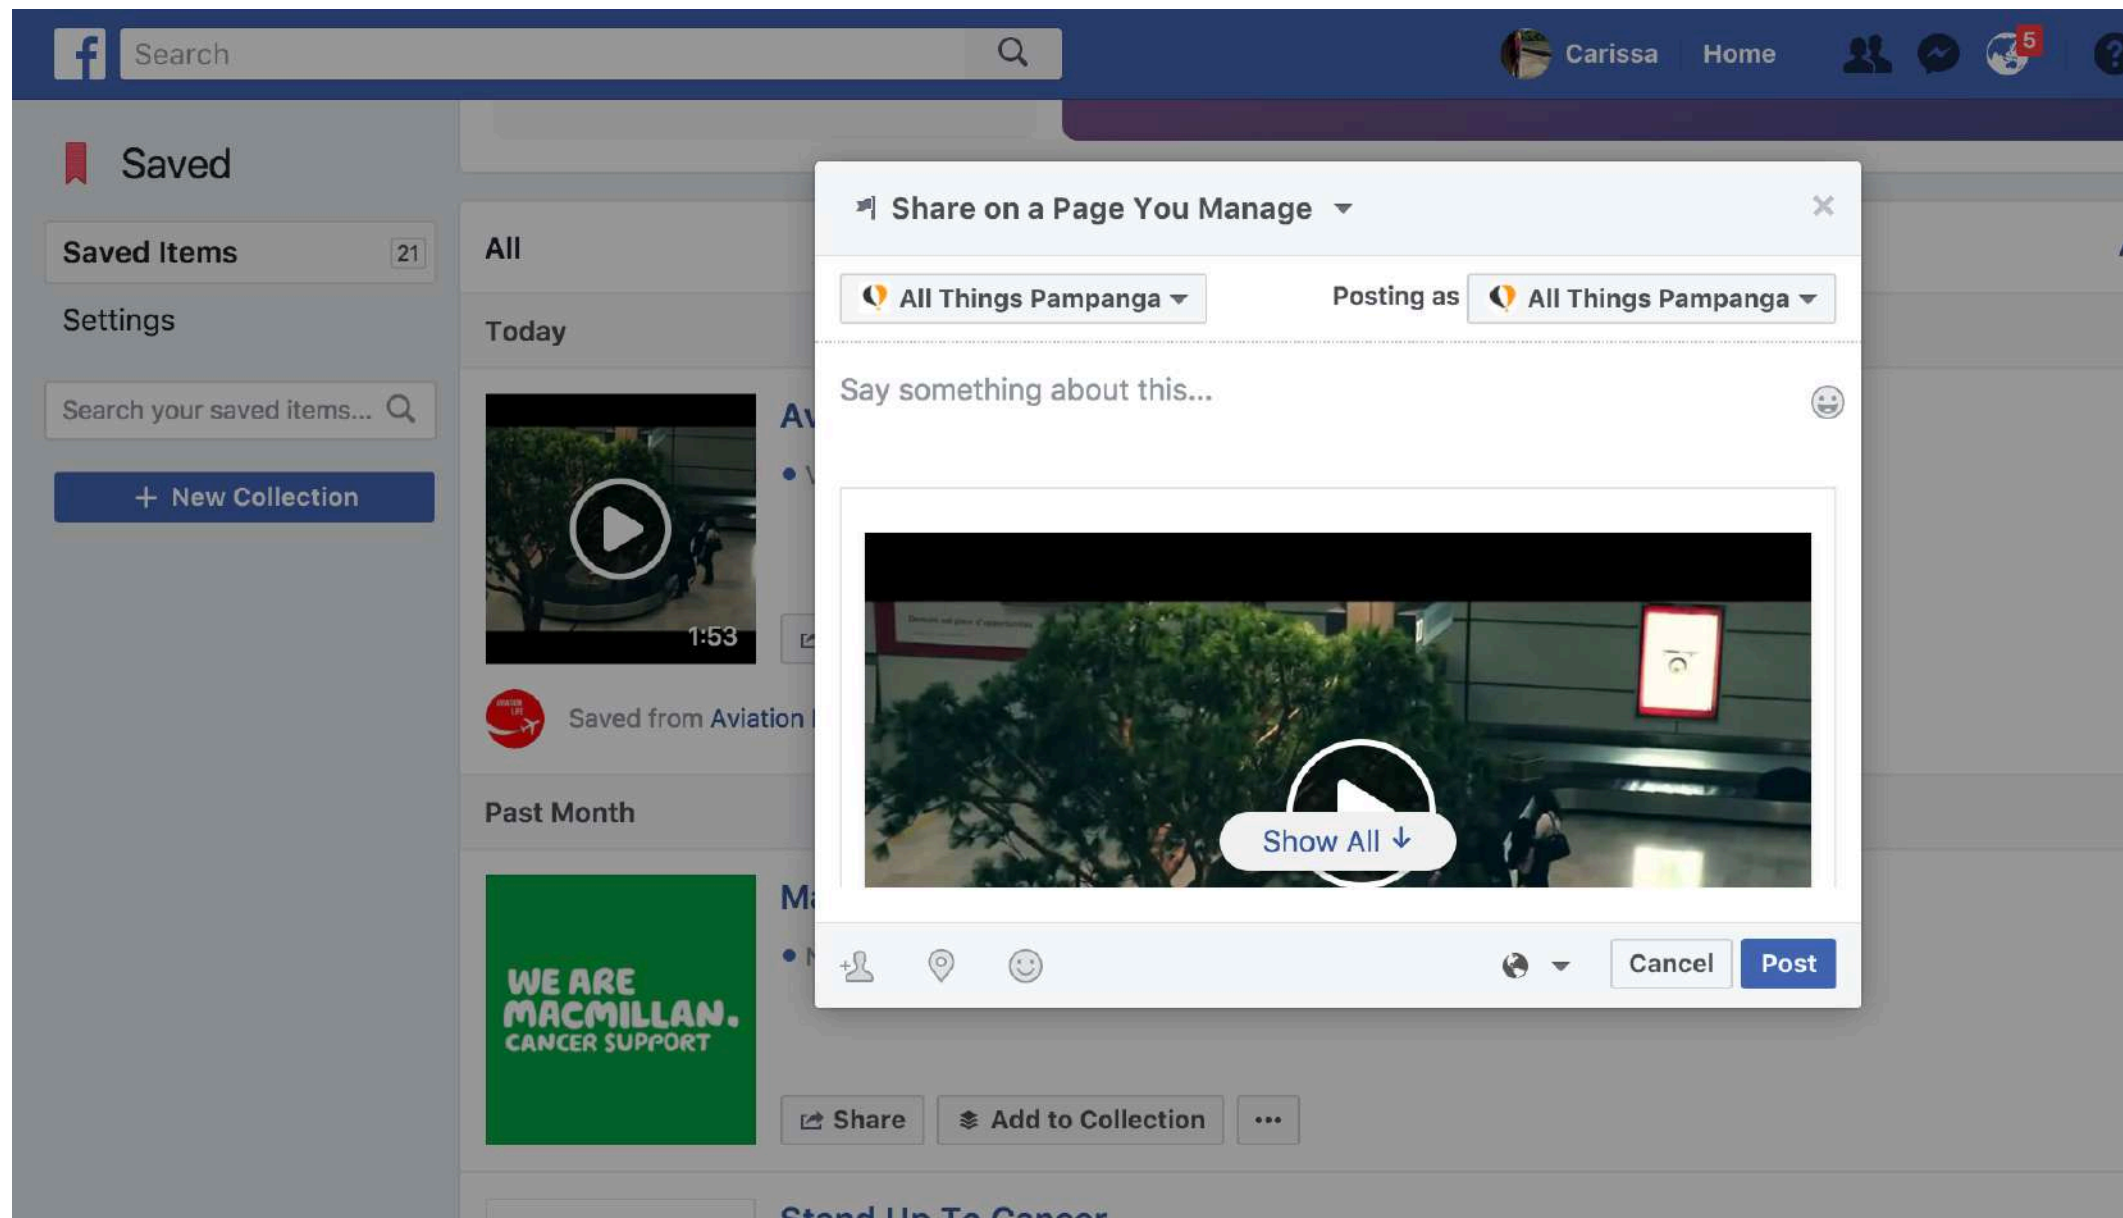 f
Search
Carissa
Home
5
?
Saved
Saved Items
21
Settings
Search your saved items...
+ New Collection
All
Today
1:53
AVIATION
LIFE
Saved from Aviation
Past Month
WE ARE
MACMILLAN.
CANCER SUPPORT
Share
Add to Collection
Share on a Page You Manage
All Things Pampanga
Posting as
All Things Pampanga
Say something about this...
Show All
Cancel
Post
Stand Up To Cancer